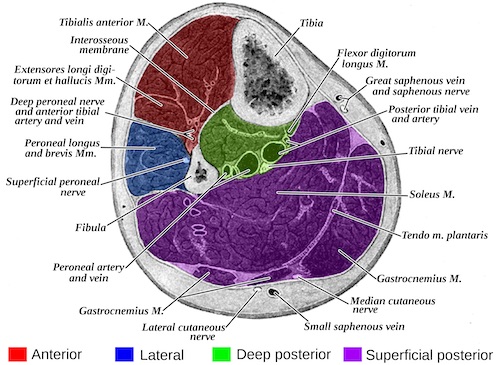 Tibialis anterior M.
Interosseous
membrane
Extensores longi digi-
torum et hallucis Mm.
Deep peroneal nerve
and anterior tibial
artery and vein
Peroneal longus
and brevis Mm.
Superficial peroneal
nerve
Fibula
Peroneal artery
and vein
Gastrocnemius M.
Lateral cutaneous
nerve
Tibia
Flexor digitorum
longus M.
Great saphenous vein
and saphenous nerve
Posterior tibial vein
and artery
Tibial nerve
Soleus M.
Tendo m. plantaris
Gastrocnemius M.
Median cutaneous
nerve
Small saphenous vein
Anterior
Lateral
Deep posterior
Superficial posterior